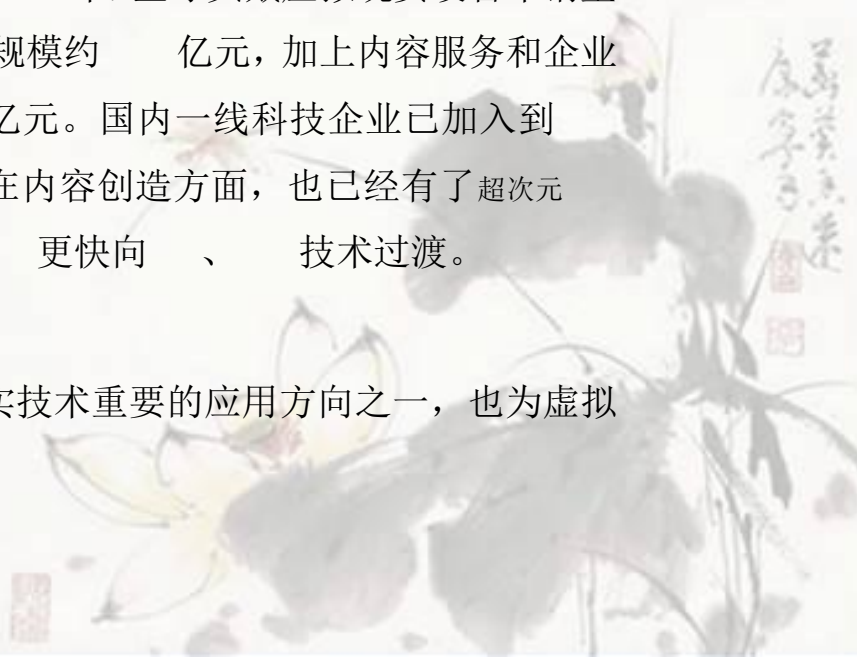 规模约 亿元，加上内容服务和企业
亿元。国内一线科技企业已加入到
在内容创造方面，也已经有了超次元
更快向 、 技术过渡。
实技术重要的应用方向之一，也为虚拟